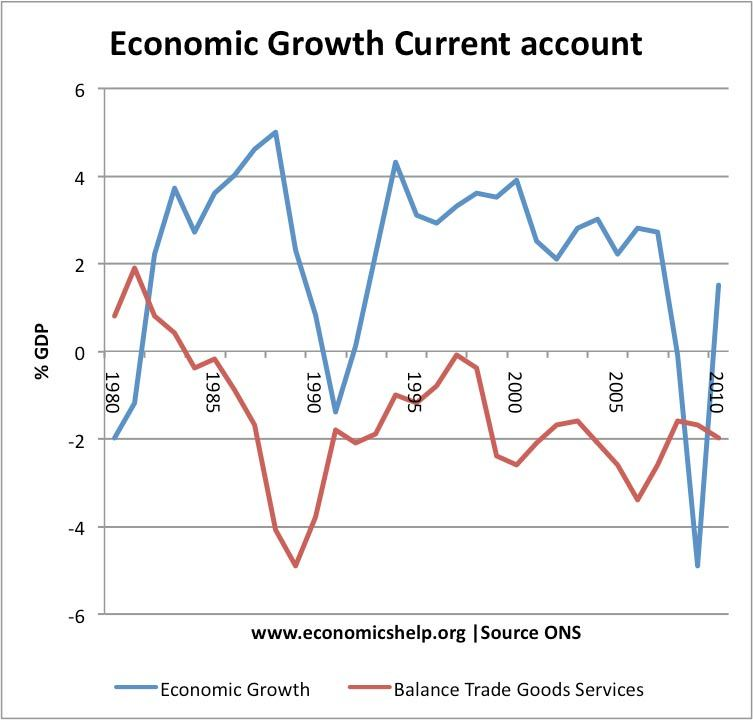 Economic Growth Current account
6
4
2
0
-2
-4
-6
% GDP
1980
1985
1990
1995
2000
2005
2010
www.economicshelp.org |Source ONS
Economic Growth
Balance Trade Goods Services